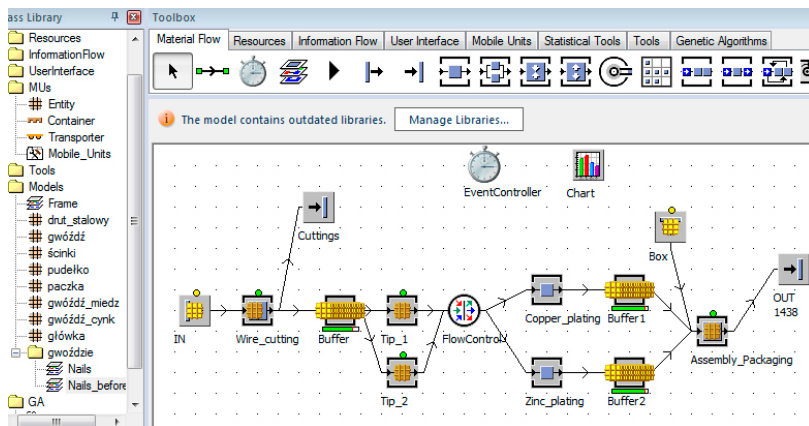 ass Library
Toolbox
Resources
InformationFlow
UserInterface
MUs
Entity
Container
Transporter
Mobile_Units
Tools
Models
Frame
drut_stalowy
gwóźdź
ścinki
pudełko
paczka
gwóźdź_miedz
gwóźdź_cynk
główka
gwoździe
Nails
Nails_before
GA
Material Flow Resources Information Flow User Interface Mobile Units Statistical Tools Tools Genetic Algorithms
The model contains outdated libraries. Manage Libraries...
EventController Chart
Cuttings
Box
OUT
1438
Copper_plating Buffer1
IN Wire_cutting Buffer Tip_1 FlowControl
Assembly_Packaging
Tip_2 Zinc_plating Buffer2